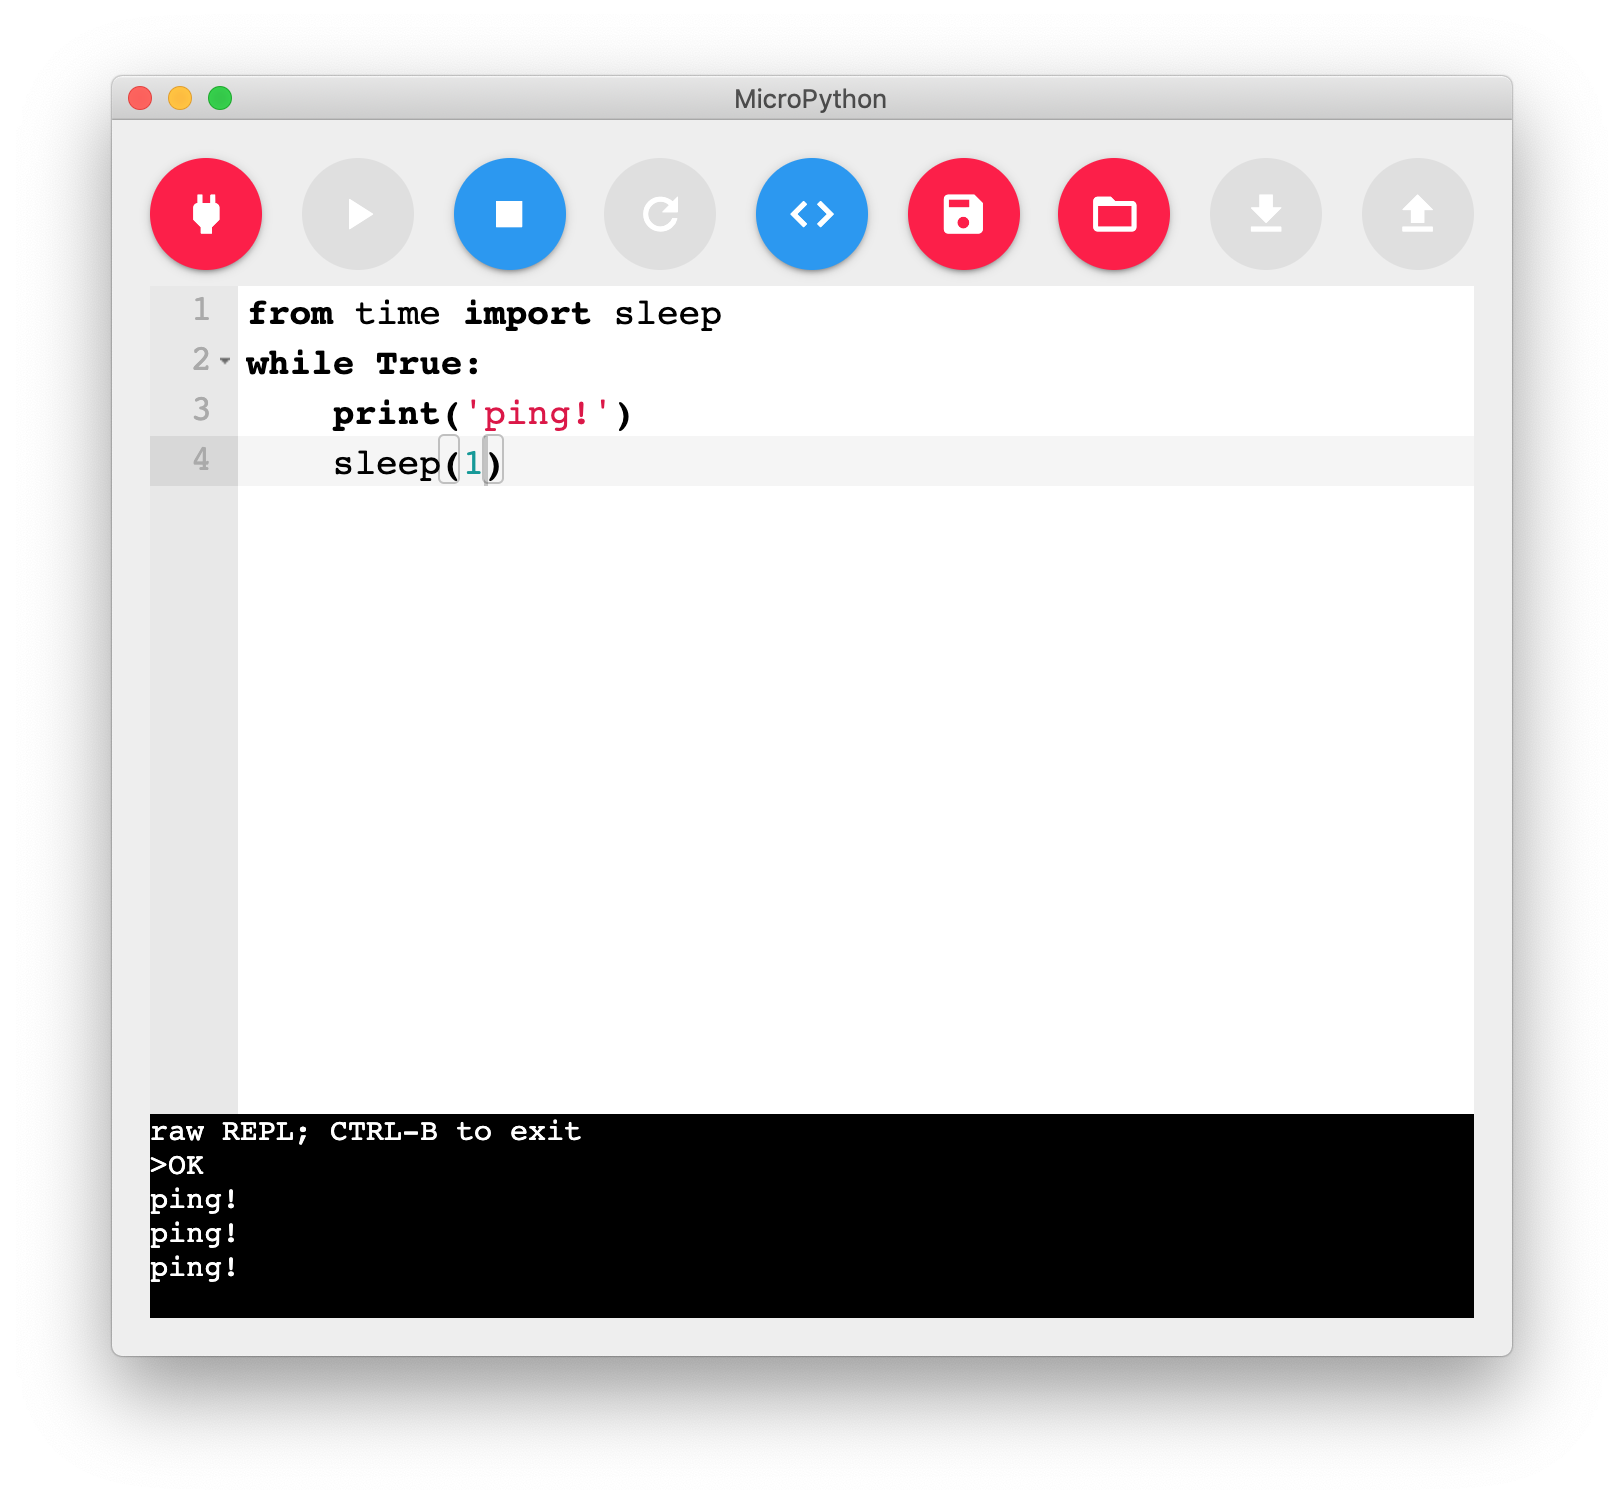 MicroPython
1 from time import sleep
2 while True:
3     print('ping!')
4     sleep(1)
raw REPL; CTRL-B to exit
>OK
ping!
ping!
ping!